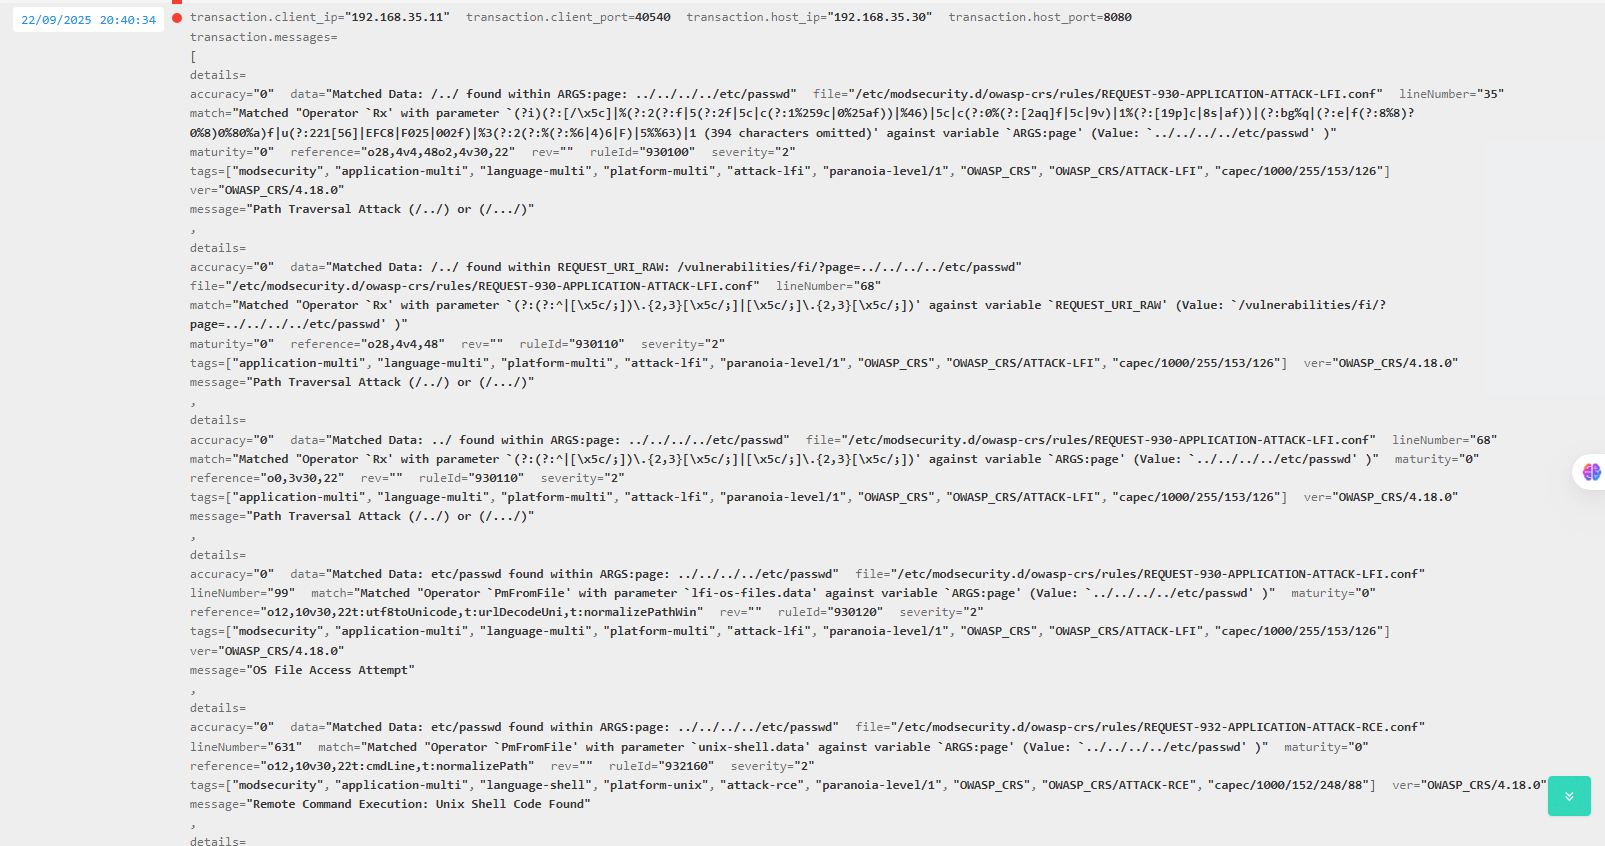 22/09/2025 20:40:34
transaction.client_ip="192.168.35.11" transaction.client_port=40540 transaction.host_ip="192.168.35.30" transaction.host_port=8080
transaction.messages=
[
details=
accuracy="0" data="Matched Data: /../ found within ARGS:page: ../../../../etc/passwd" file="/etc/modsecurity.d/owasp-crs/rules/REQUEST-930-APPLICATION-ATTACK-LFI.conf" lineNumber="35"
match="Matched "Operator `Rx' with parameter `(?i)(?:[/\x5c]|%(?:2(?:f|5(?:2f|5c|c(?:1%259c|0%25af))|%46)|5c|c(?:0%(?:[2aq]f|5c|9v)|1%(?:[19p]c|8s|af))|(?:bg%q|(?:e|f(?:8%8)?
0%8)0%80%a)f|u(?:221[56]|EFC8|F025|002f)|%3(?:2(?:%(?:%6|4)6|F)|5%%63)|1 (394 characters omitted)' against variable `ARGS:page' (Value: `../../../../etc/passwd' )"
maturity="0" reference="o28,4v4,48o2,4v30,22" rev="" ruleId="930100" severity="2"
tags=["modsecurity", "application-multi", "language-multi", "platform-multi", "attack-lfi", "paranoia-level/1", "OWASP_CRS", "OWASP_CRS/ATTACK-LFI", "capec/1000/255/153/126"]
ver="OWASP_CRS/4.18.0"
message="Path Traversal Attack (/../) or (/.../)"
,
details=
accuracy="0" data="Matched Data: /../ found within REQUEST_URI_RAW: /vulnerabilities/fi/?page=../../../../etc/passwd"
file="/etc/modsecurity.d/owasp-crs/rules/REQUEST-930-APPLICATION-ATTACK-LFI.conf" lineNumber="68"
match="Matched "Operator `Rx' with parameter `(?:(?:^|[\x5c/;])\.{2,3}[\x5c/;]|[\x5c/;]\.{2,3}[\x5c/;])' against variable `REQUEST_URI_RAW' (Value: `/vulnerabilities/fi/?
page=../../../../etc/passwd' )"
maturity="0" reference="o28,4v4,48" rev="" ruleId="930110" severity="2"
tags=["application-multi", "language-multi", "platform-multi", "attack-lfi", "paranoia-level/1", "OWASP_CRS", "OWASP_CRS/ATTACK-LFI", "capec/1000/255/153/126"] ver="OWASP_CRS/4.18.0"
message="Path Traversal Attack (/../) or (/.../)"
,
details=
accuracy="0" data="Matched Data: ../ found within ARGS:page: ../../../../etc/passwd" file="/etc/modsecurity.d/owasp-crs/rules/REQUEST-930-APPLICATION-ATTACK-LFI.conf" lineNumber="68"
match="Matched "Operator `Rx' with parameter `(?:(?:^|[\x5c/;])\.{2,3}[\x5c/;]|[\x5c/;]\.{2,3}[\x5c/;])' against variable `ARGS:page' (Value: `../../../../etc/passwd' )" maturity="0"
reference="o0,3v30,22" rev="" ruleId="930110" severity="2"
tags=["application-multi", "language-multi", "platform-multi", "attack-lfi", "paranoia-level/1", "OWASP_CRS", "OWASP_CRS/ATTACK-LFI", "capec/1000/255/153/126"] ver="OWASP_CRS/4.18.0"
message="Path Traversal Attack (/../) or (/.../)"
,
details=
accuracy="0" data="Matched Data: etc/passwd found within ARGS:page: ../../../../etc/passwd" file="/etc/modsecurity.d/owasp-crs/rules/REQUEST-930-APPLICATION-ATTACK-LFI.conf"
lineNumber="99" match="Matched "Operator `PmFromFile' with parameter `lfi-os-files.data' against variable `ARGS:page' (Value: `../../../../etc/passwd' )" maturity="0"
reference="o12,10v30,22t:utf8toUnicode,t:urlDecodeUni,t:normalizePathWin" rev="" ruleId="930120" severity="2"
tags=["modsecurity", "application-multi", "language-multi", "platform-multi", "attack-lfi", "paranoia-level/1", "OWASP_CRS", "OWASP_CRS/ATTACK-LFI", "capec/1000/255/153/126"]
ver="OWASP_CRS/4.18.0"
message="OS File Access Attempt"
,
details=
accuracy="0" data="Matched Data: etc/passwd found within ARGS:page: ../../../../etc/passwd" file="/etc/modsecurity.d/owasp-crs/rules/REQUEST-932-APPLICATION-ATTACK-RCE.conf"
lineNumber="631" match="Matched "Operator `PmFromFile' with parameter `unix-shell.data' against variable `ARGS:page' (Value: `../../../../etc/passwd' )" maturity="0"
reference="o12,10v30,22t:cmdLine,t:normalizePath" rev="" ruleId="932160" severity="2"
tags=["modsecurity", "application-multi", "language-shell", "platform-unix", "attack-rce", "paranoia-level/1", "OWASP_CRS", "OWASP_CRS/ATTACK-RCE", "capec/1000/152/248/88"] ver="OWASP_CRS/4.18.0"
message="Remote Command Execution: Unix Shell Code Found"
,
details=